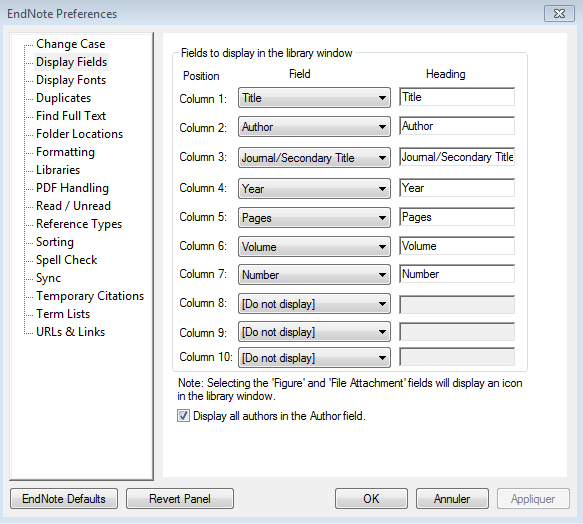 EndNote Preferences
Change Case
Display Fields
Display Fonts
Duplicates
Find Full Text
Folder Locations
Formatting
Libraries
PDF Handling
Read / Unread
Reference Types
Sorting
Spell Check
Sync
Temporary Citations
Term Lists
URLs & Links
Fields to display in the library window
Position Field Heading
Column 1: Title Title
Column 2: Author Author
Column 3: Journal/Secondary Title Journal/Secondary Title
Column 4: Year Year
Column 5: Pages Pages
Column 6: Volume Volume
Column 7: Number Number
Column 8: [Do not display]
Column 9: [Do not display]
Column 10: [Do not display]
Note: Selecting the 'Figure' and 'File Attachment' fields will display an icon
in the library window.
Display all authors in the Author field.
EndNote Defaults Revert Panel OK Annuler Appliquer